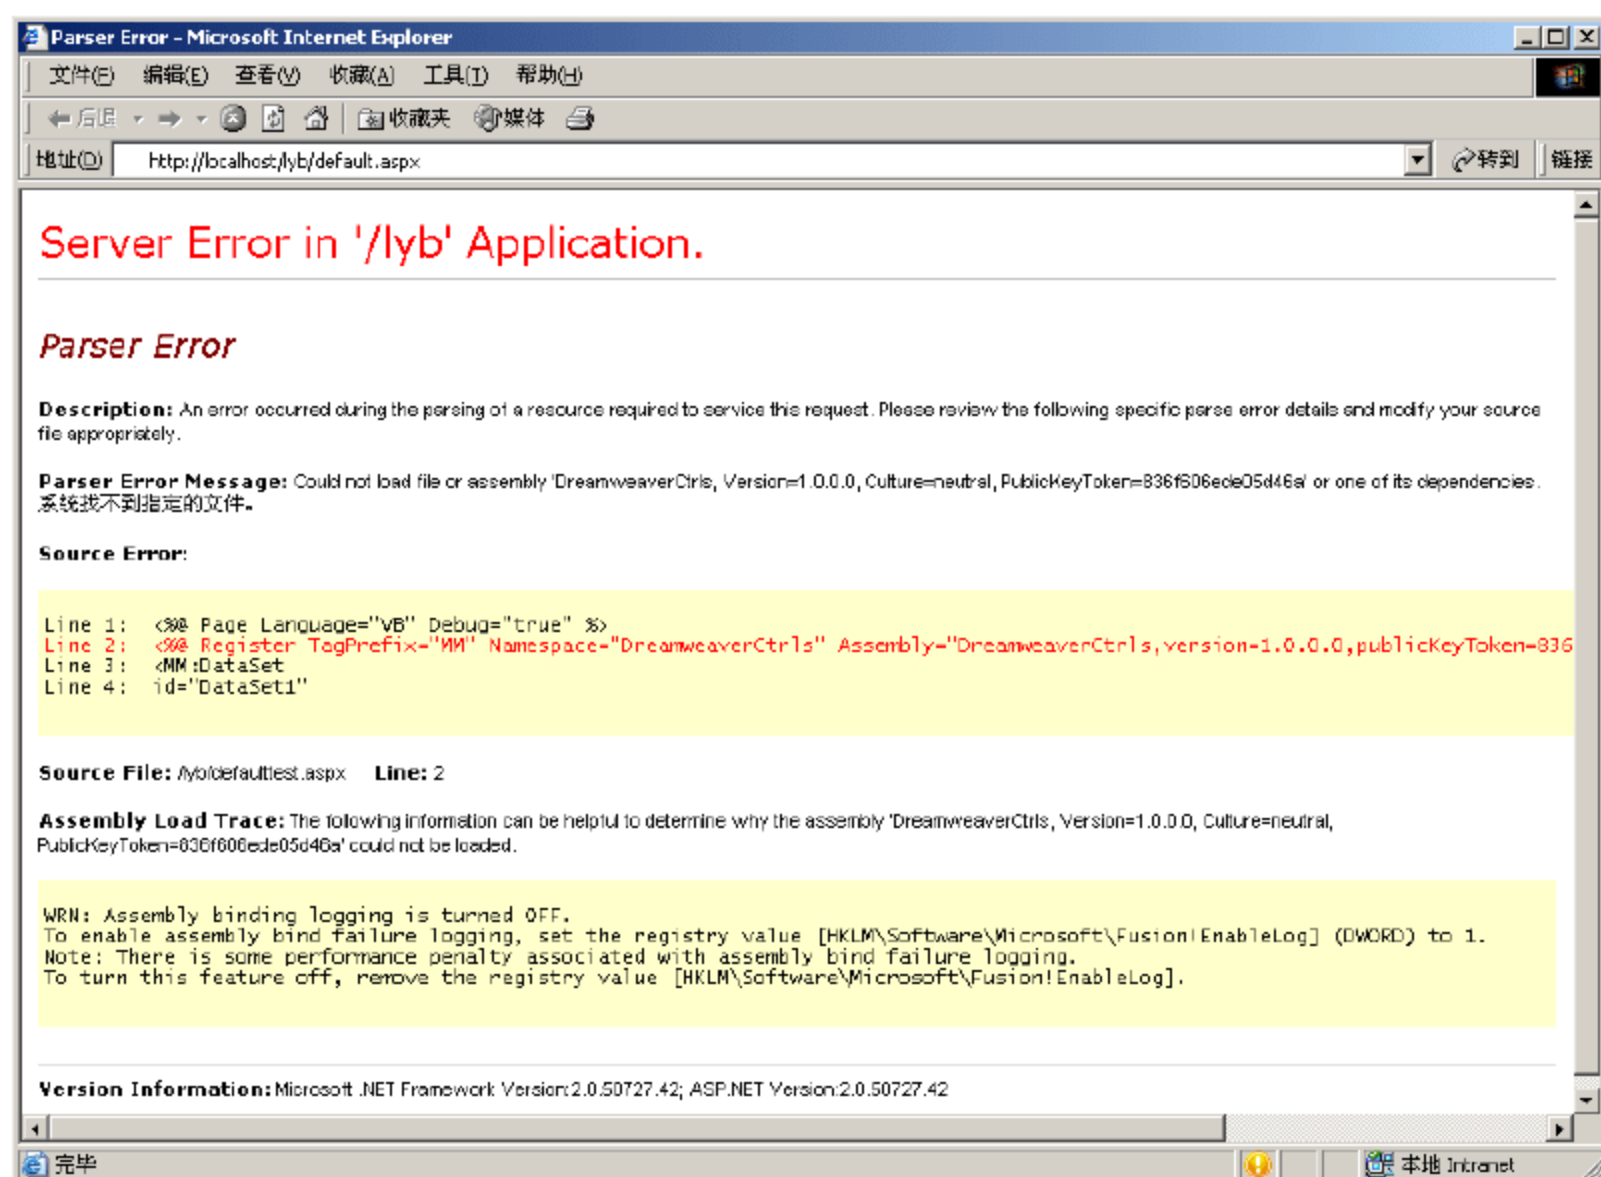 Parser Error - Microsoft Internet Explorer
文件(F) 编辑(E) 查看(V) 收藏(A) 工具(T) 帮助(H)
后退 收藏夹 媒体
地址(D) http://localhost/lyb/default.aspx 转到 链接
Server Error in '/lyb' Application.
Parser Error
Description: An error occurred during the parsing of a resource required to service this request. Please review the following specific parse error details and modify your source
file appropriately.
Parser Error Message: Could not load file or assembly 'DreamweaverCtrls, Version=1.0.0.0, Culture=neutral, PublicKeyToken=836f606ede05d46a' or one of its dependencies.
系统找不到指定的文件。
Source Error:
Line 1: <%@ Page Language="VB" Debug="true" %>
Line 2: <%@ Register TagPrefix="MM" Namespace="DreamweaverCtrls" Assembly="DreamweaverCtrls,version=1.0.0.0,publicKeyToken=836
Line 3: <MM:DataSet
Line 4: id="DataSet1"
Source File: /lyb/defaulttest.aspx Line: 2
Assembly Load Trace: The following information can be helpful to determine why the assembly 'DreamweaverCtrls, Version=1.0.0.0, Culture=neutral,
PublicKeyToken=836f606ede05d46a' could not be loaded.
WRN: Assembly binding logging is turned OFF.
To enable assembly bind failure logging, set the registry value [HKLM\Software\Microsoft\Fusion!EnableLog] (DWORD) to 1.
Note: There is some performance penalty associated with assembly bind failure logging.
To turn this feature off, remove the registry value [HKLM\Software\Microsoft\Fusion!EnableLog].
Version Information: Microsoft .NET Framework Version:2.0.50727.42; ASP.NET Version:2.0.50727.42
完毕 本地 Intranet